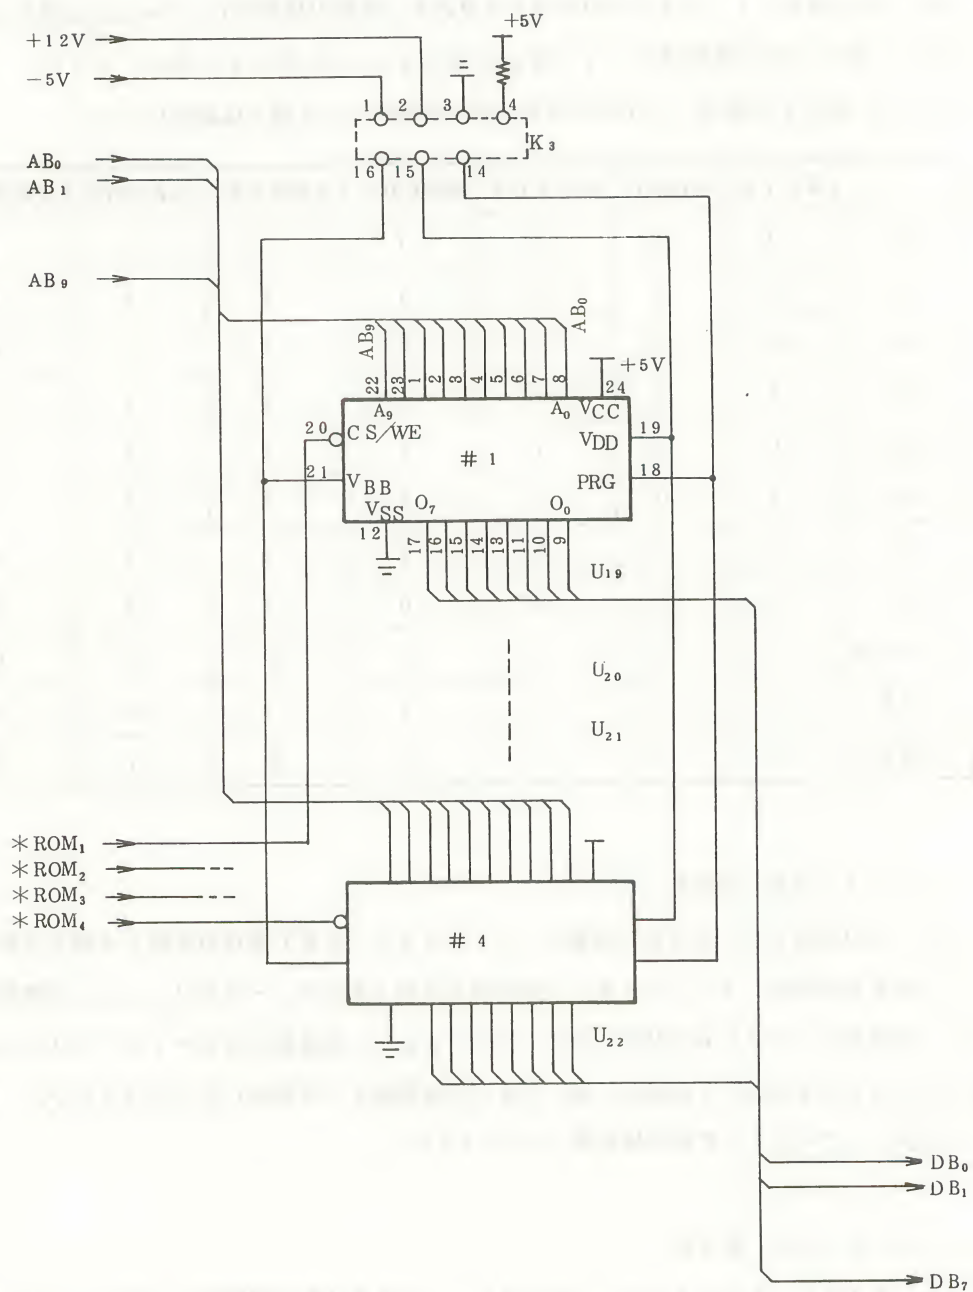 +5V
+12V
-5V
1 2 3 4
K₃
16 15 14
AB₀
AB₁
AB₉
AB₉
AB₀
22 23 1 2 3 4 5 6 7 8
+5V
24
A₉
A₀
VCC
20
CS/WE
VDD
19
# 1
21
VBB
PRG
18
VSS
O₇
O₀
12
17 16 15 14 13 11 10 9
U₁₉
U₂₀
U₂₁
*ROM₁
*ROM₂
*ROM₃
*ROM₄
# 4
U₂₂
DB₀
DB₁
DB₇